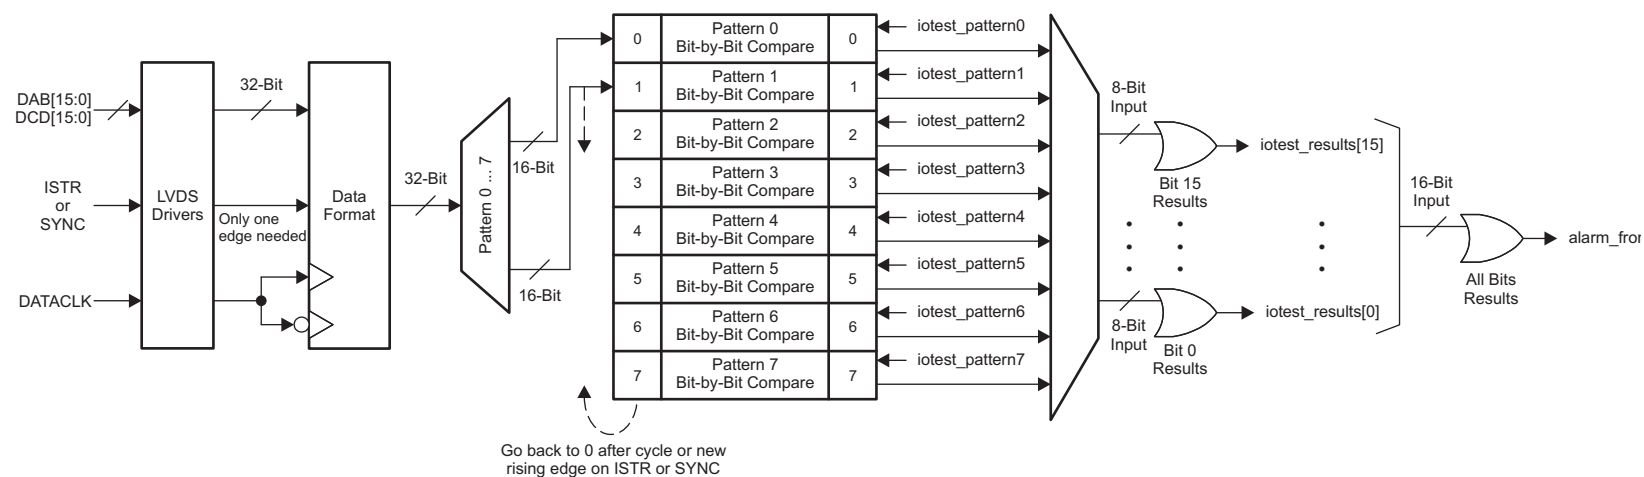 DAB[15:0]
DCD[15:0]
ISTR
or
SYNC
DATACLK
LVDS
Drivers
32-Bit
Only one
edge needed
Data
Format
32-Bit
Pattern 0 ... 7
16-Bit
16-Bit
0
Pattern 0
Bit-by-Bit Compare
0
iotest_pattern0
1
Pattern 1
Bit-by-Bit Compare
1
iotest_pattern1
2
Pattern 2
Bit-by-Bit Compare
2
iotest_pattern2
3
Pattern 3
Bit-by-Bit Compare
3
iotest_pattern3
4
Pattern 4
Bit-by-Bit Compare
4
iotest_pattern4
5
Pattern 5
Bit-by-Bit Compare
5
iotest_pattern5
6
Pattern 6
Bit-by-Bit Compare
6
iotest_pattern6
7
Pattern 7
Bit-by-Bit Compare
7
iotest_pattern7
Go back to 0 after cycle or new
rising edge on ISTR or SYNC
8-Bit
Input
Bit 15
Results
iotest_results[15]
8-Bit
Input
Bit 0
Results
iotest_results[0]
16-Bit
Input
All Bits
Results